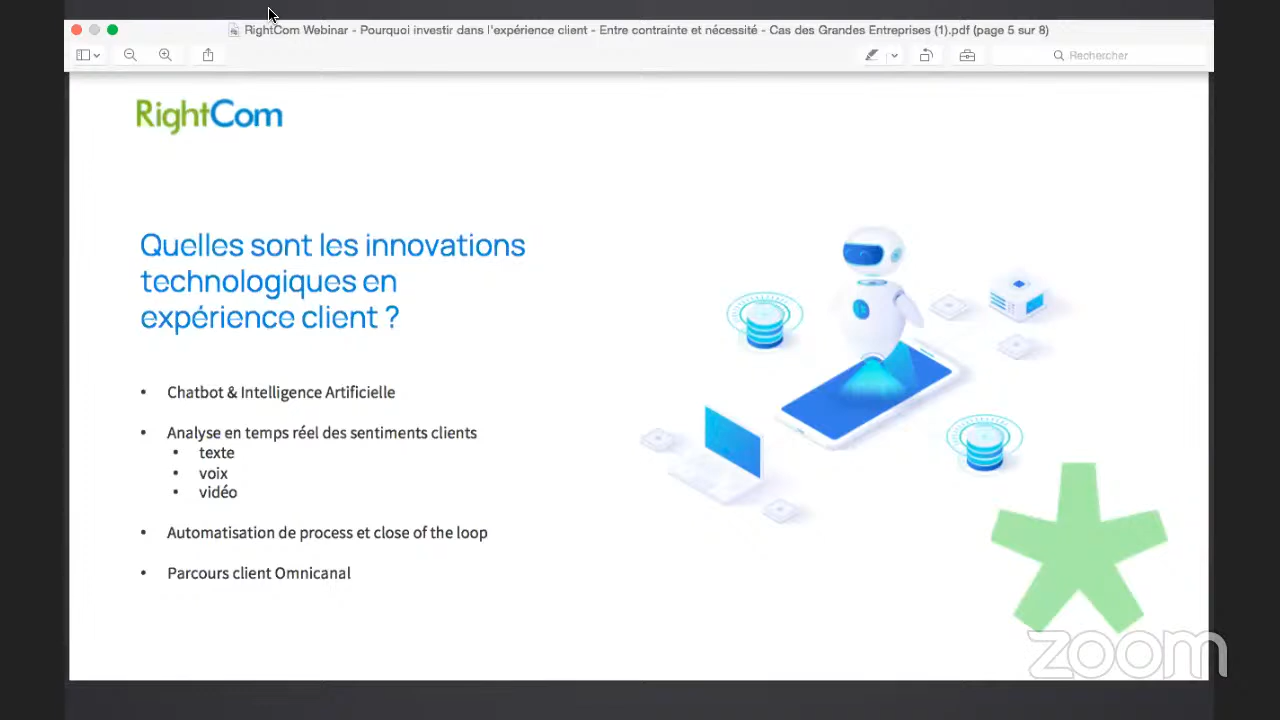 RightCom Webinar - Pourquoi investir dans l'expérience client - Entre contrainte et nécessité - Cas des Grandes Entreprises (1).pdf (page 5 sur 8)
Rechercher
RightCom
Quelles sont les innovations
technologiques en
expérience client ?
• Chatbot & Intelligence Artificielle
• Analyse en temps réel des sentiments clients
• texte
• voix
• vidéo
• Automatisation de process et close of the loop
• Parcours client Omnicanal
zoom